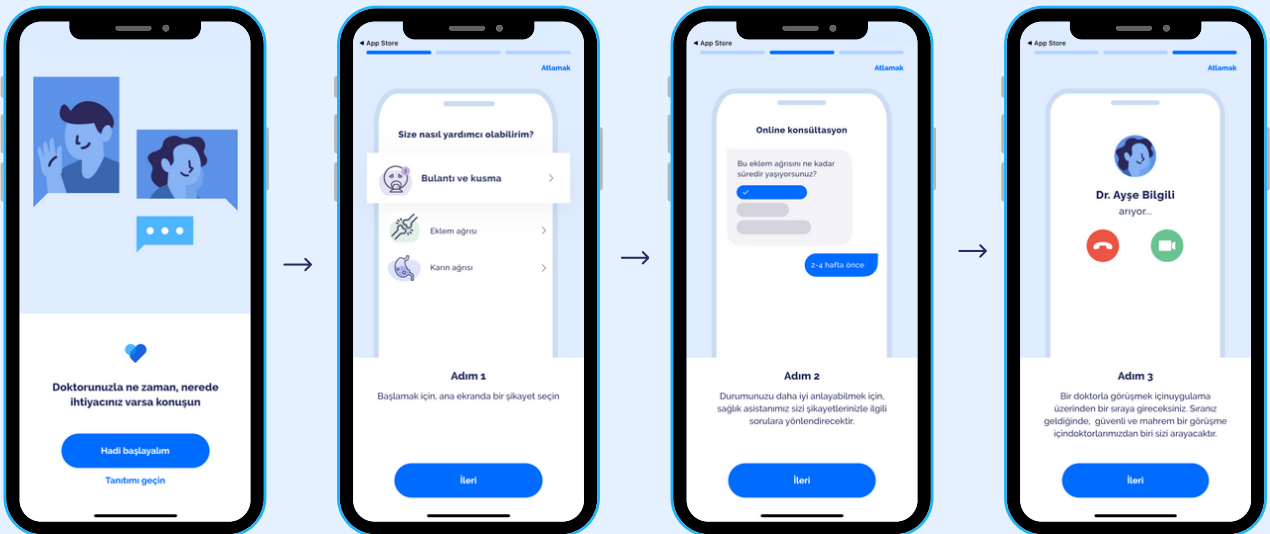 Doktorunuzla ne zaman, nerede
ihtiyacınız varsa konuşun
Hadi başlayalım
Tanıtımı geçin
◀ App Store
Atlamak
Size nasıl yardımcı olabilirim?
Bulantı ve kusma
Eklem ağrısı
Karın ağrısı
Adım 1
Başlamak için, ana ekranda bir şikayet seçin
İleri
◀ App Store
Atlamak
Online konsültasyon
Bu eklem ağrısını ne kadar
süredir yaşıyorsunuz?
2-4 hafta önce
Adım 2
Durumunuzu daha iyi anlayabilmek için,
sağlık asistanımız sizi şikayetlerinizle ilgili
sorulara yönlendirecektir.
İleri
◀ App Store
Atlamak
Dr. Ayşe Bilgili
arıyor...
Adım 3
Bir doktorla görüşmek içinuygulama
üzerinden bir sıraya gireceksiniz. Sıranız
geldiğinde, güvenli ve mahrem bir görüşme
içindoktorlarımızdan biri sizi arayacaktır.
İleri